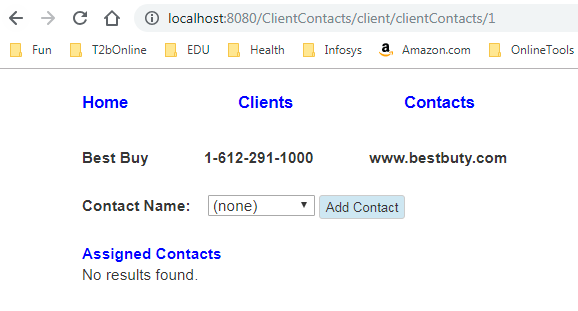 localhost:8080/ClientContacts/client/clientContacts/1
Fun T2bOnline EDU Health Infosys Amazon.com OnlineTools
Home Clients Contacts
Best Buy 1-612-291-1000 www.bestbuty.com
Contact Name: (none) Add Contact
Assigned Contacts
No results found.